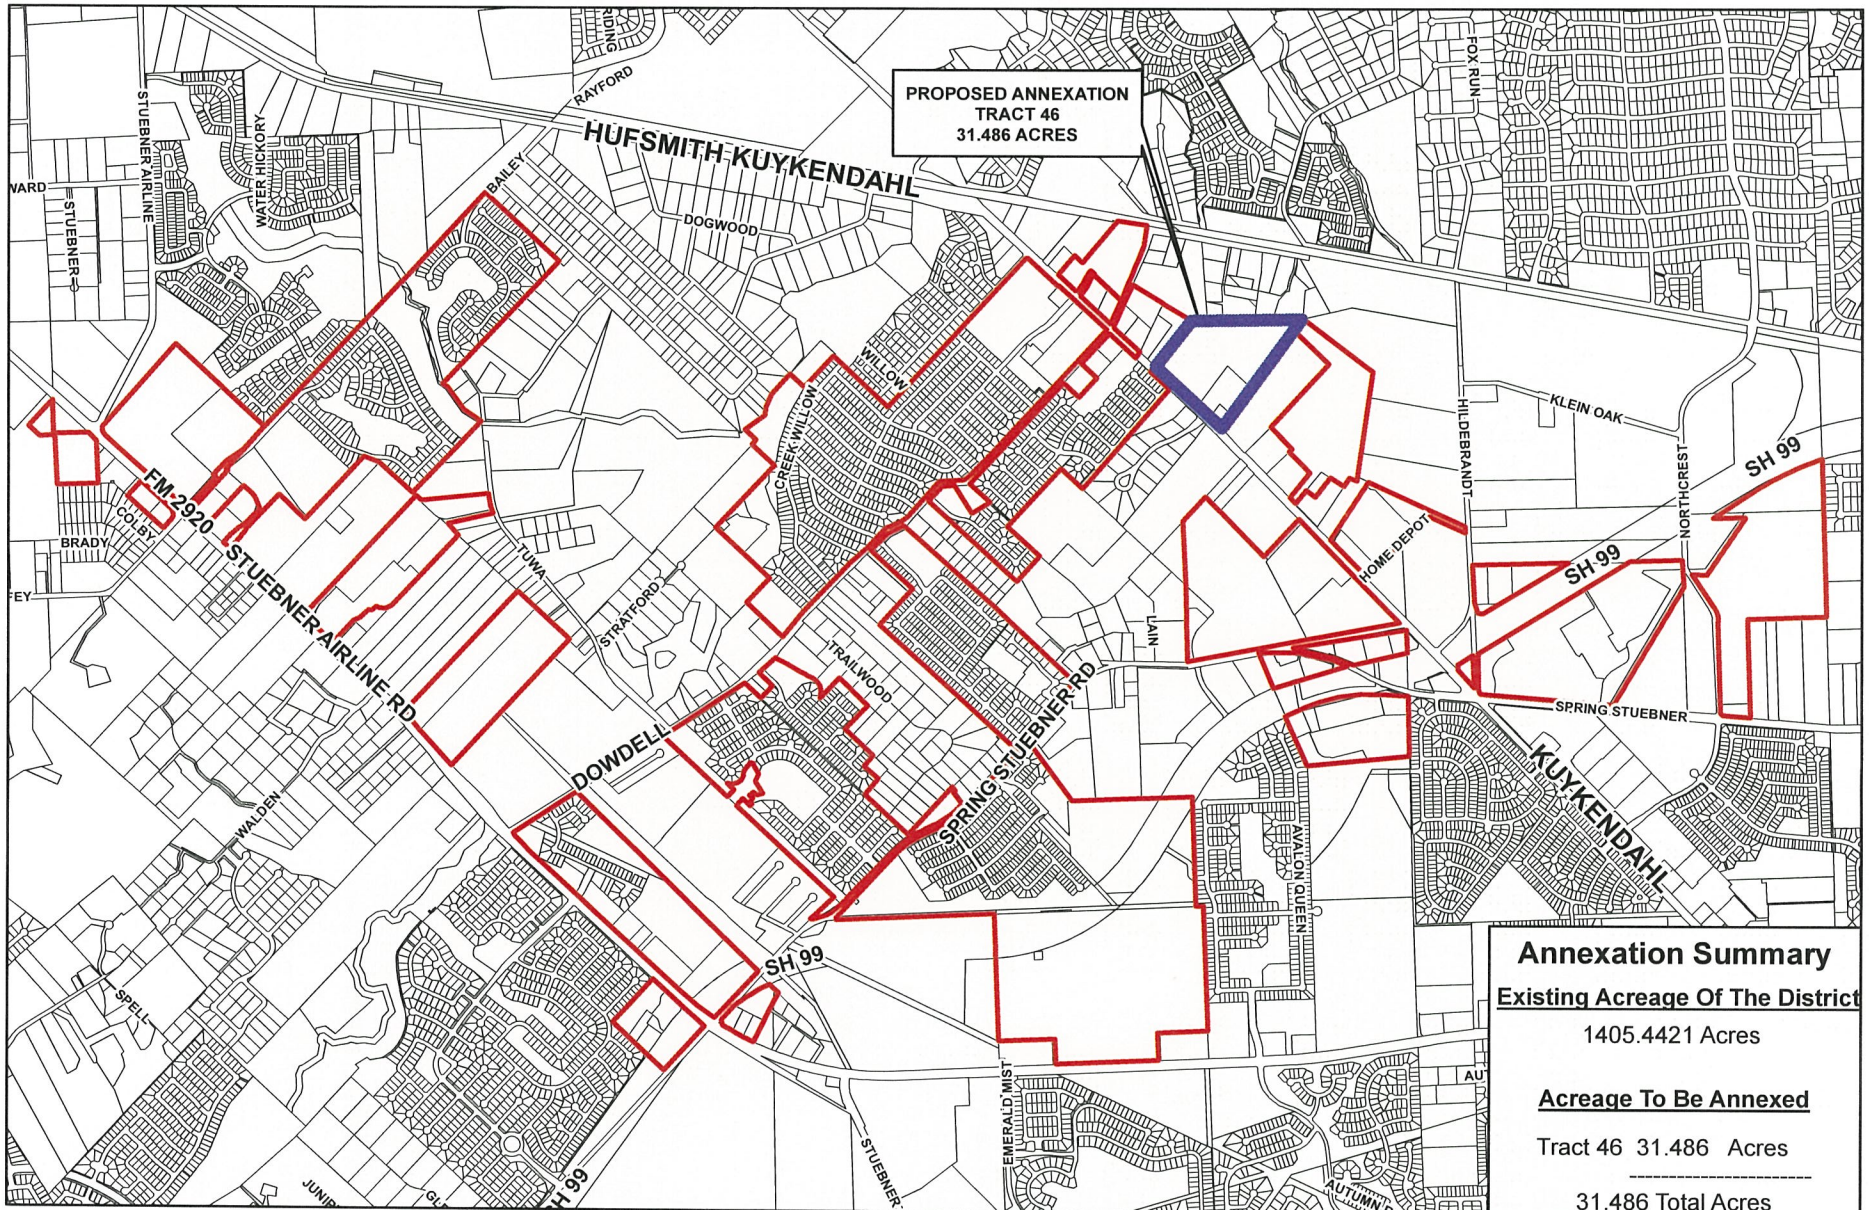 RIDING
RAYFORD
FOX RUN
PROPOSED ANNEXATION
TRACT 46
31.486 ACRES
HUFSMITH KUYKENDAHL
STUEBNER AIRLINE
WATER HICKORY
BAILEY
WARD
STUEBNER
DOGWOOD
WILLOW
CREEK WILLOW
HILDEBRANDT
KLEIN OAK
NORTHCREST
SH 99
FM 2920
COLBY
BRADY
FEY
STUEBNER AIRLINE RD
TUWA
STRATFORD
HOME DEPOT
SH 99
LAIN
TRAILWOOD
SPRING STUEBNER RD
SPRING STUEBNER
DOWDELL
KUYKENDAHL
WALDEN
AVALON QUEEN
SH 99
SPELL
EMERALD MIST
STUEBNER
AU
SH 99
Annexation Summary
Existing Acreage Of The District
1405.4421 Acres
Acreage To Be Annexed
Tract 46 31.486 Acres
-------------------------
31.486 Total Acres